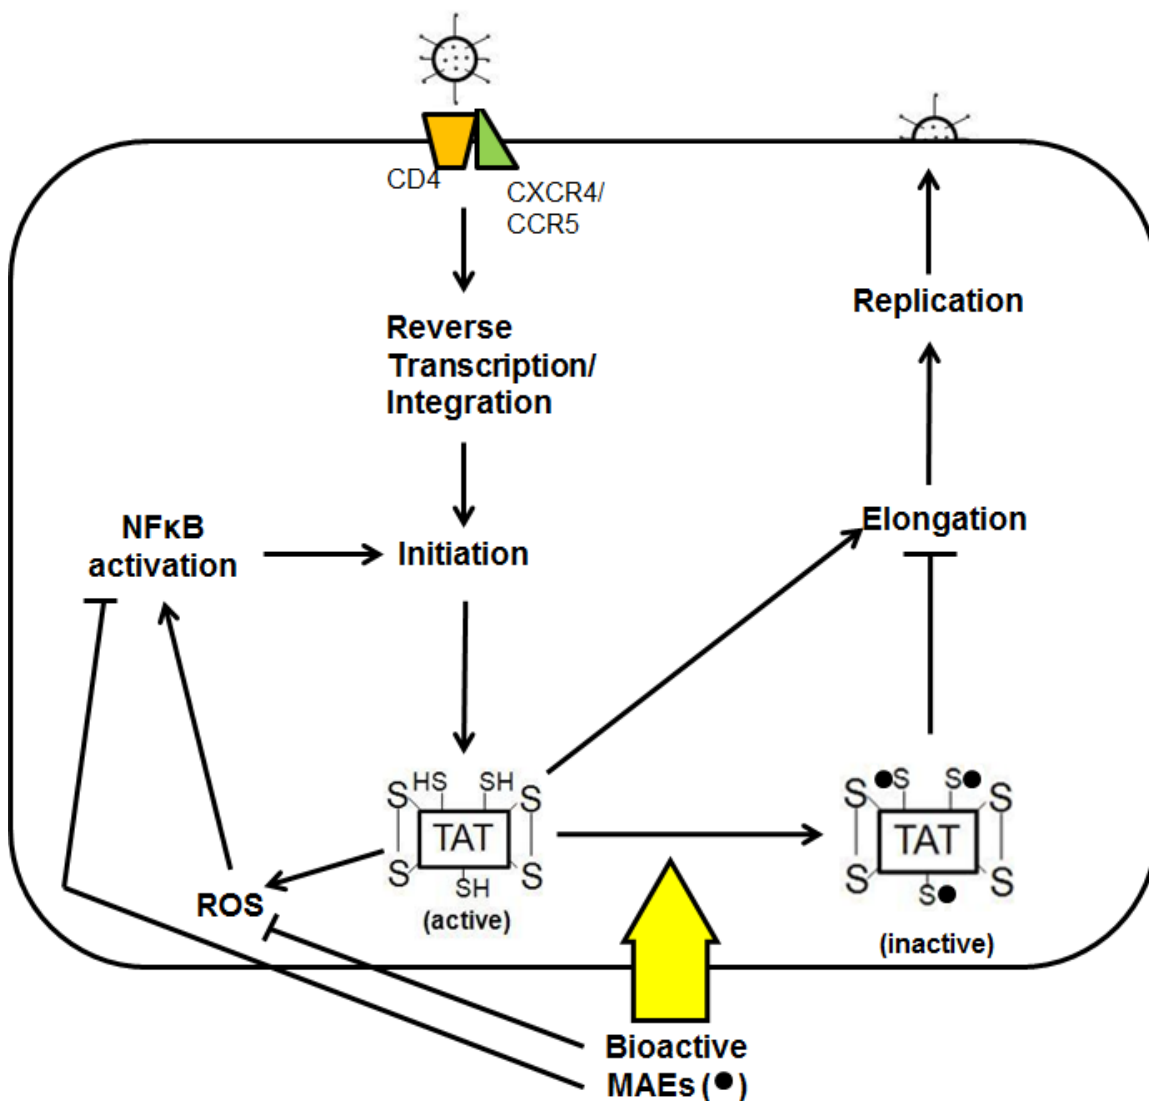 CD4
CXCR4/
CCR5
Reverse
Transcription/
Integration
Replication
NFκB
activation
Initiation
Elongation
HS SH
S S
TAT
S S
SH
(active)
ROS
S S
S S
TAT
S S
S
(inactive)
Bioactive
MAEs (●)